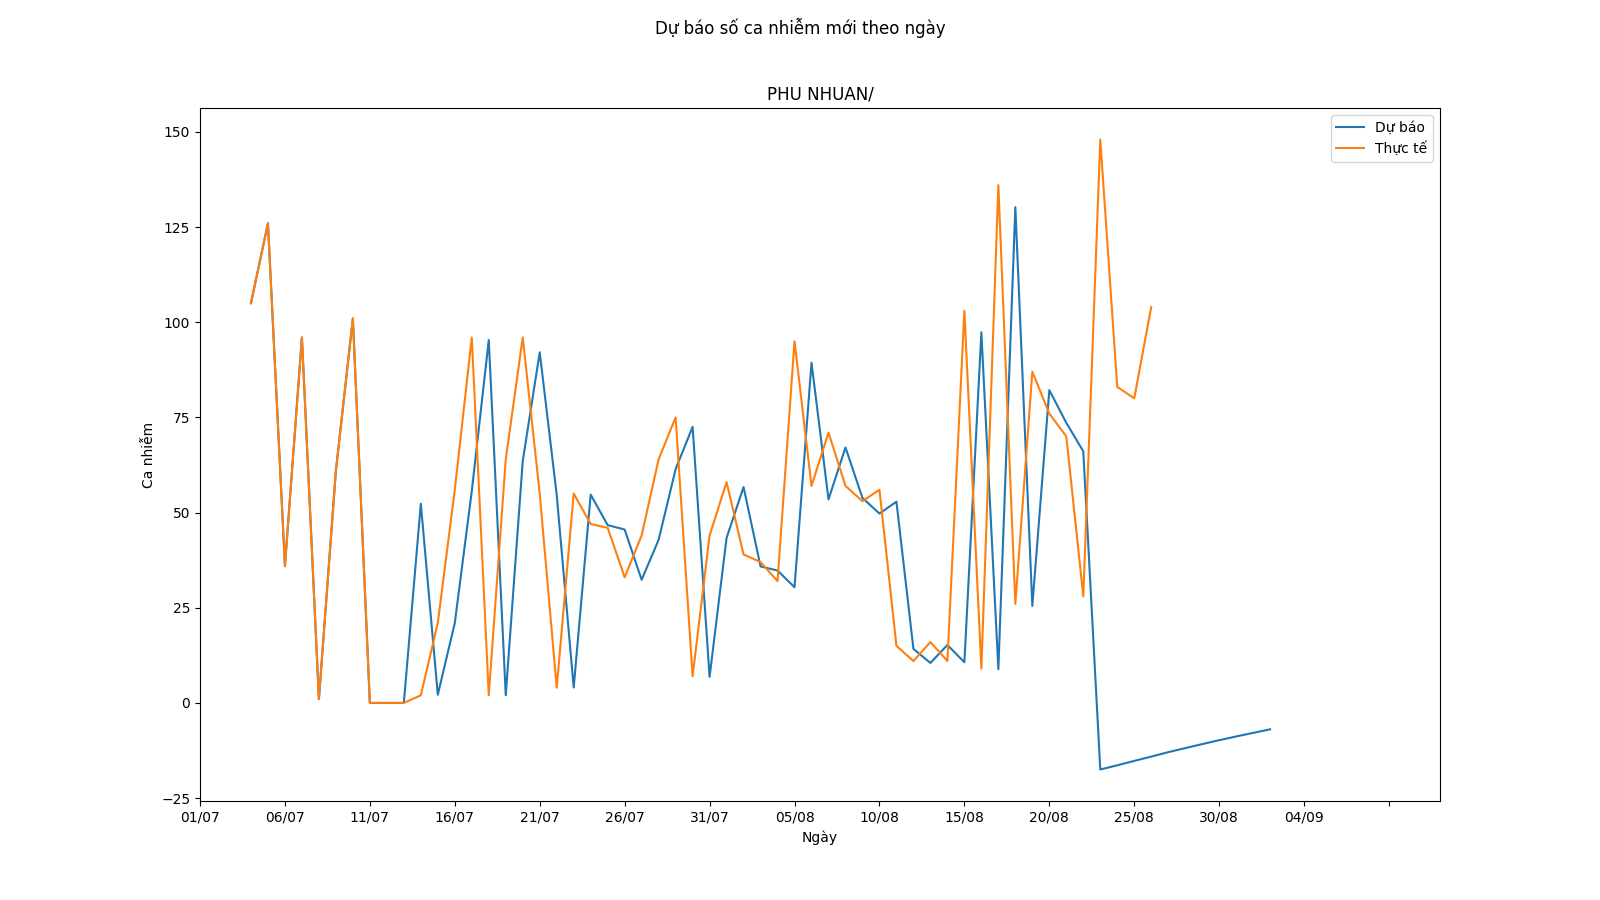 Dự báo số ca nhiễm mới theo ngày
PHU NHUAN/
Dự báo
Thực tế
150
125
100
75
50
25
0
−25
Ca nhiễm
01/07 06/07 11/07 16/07 21/07 26/07 31/07 05/08 10/08 15/08 20/08 25/08 30/08 04/09
Ngày